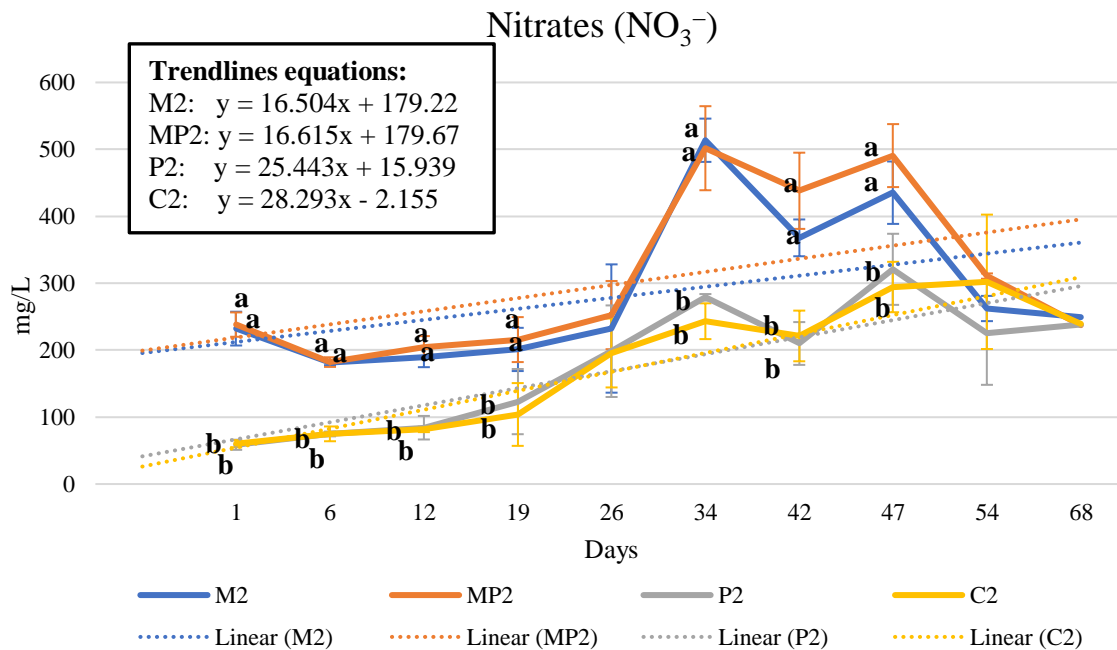 Nitrates (NO₃⁻)
Trendlines equations:
M2: y = 16.504x + 179.22
MP2: y = 16.615x + 179.67
P2: y = 25.443x + 15.939
C2: y = 28.293x - 2.155
600
500
400
300
200
100
0
mg/L
a
a
a
a
a
a
a
a
a
a
a
a
a
a
b
b
b
b
b
b
b
b
b
b
b
b
b
b
1 6 12 19 26 34 42 47 54 68
Days
M2 MP2 P2 C2
Linear (M2) Linear (MP2) Linear (P2) Linear (C2)